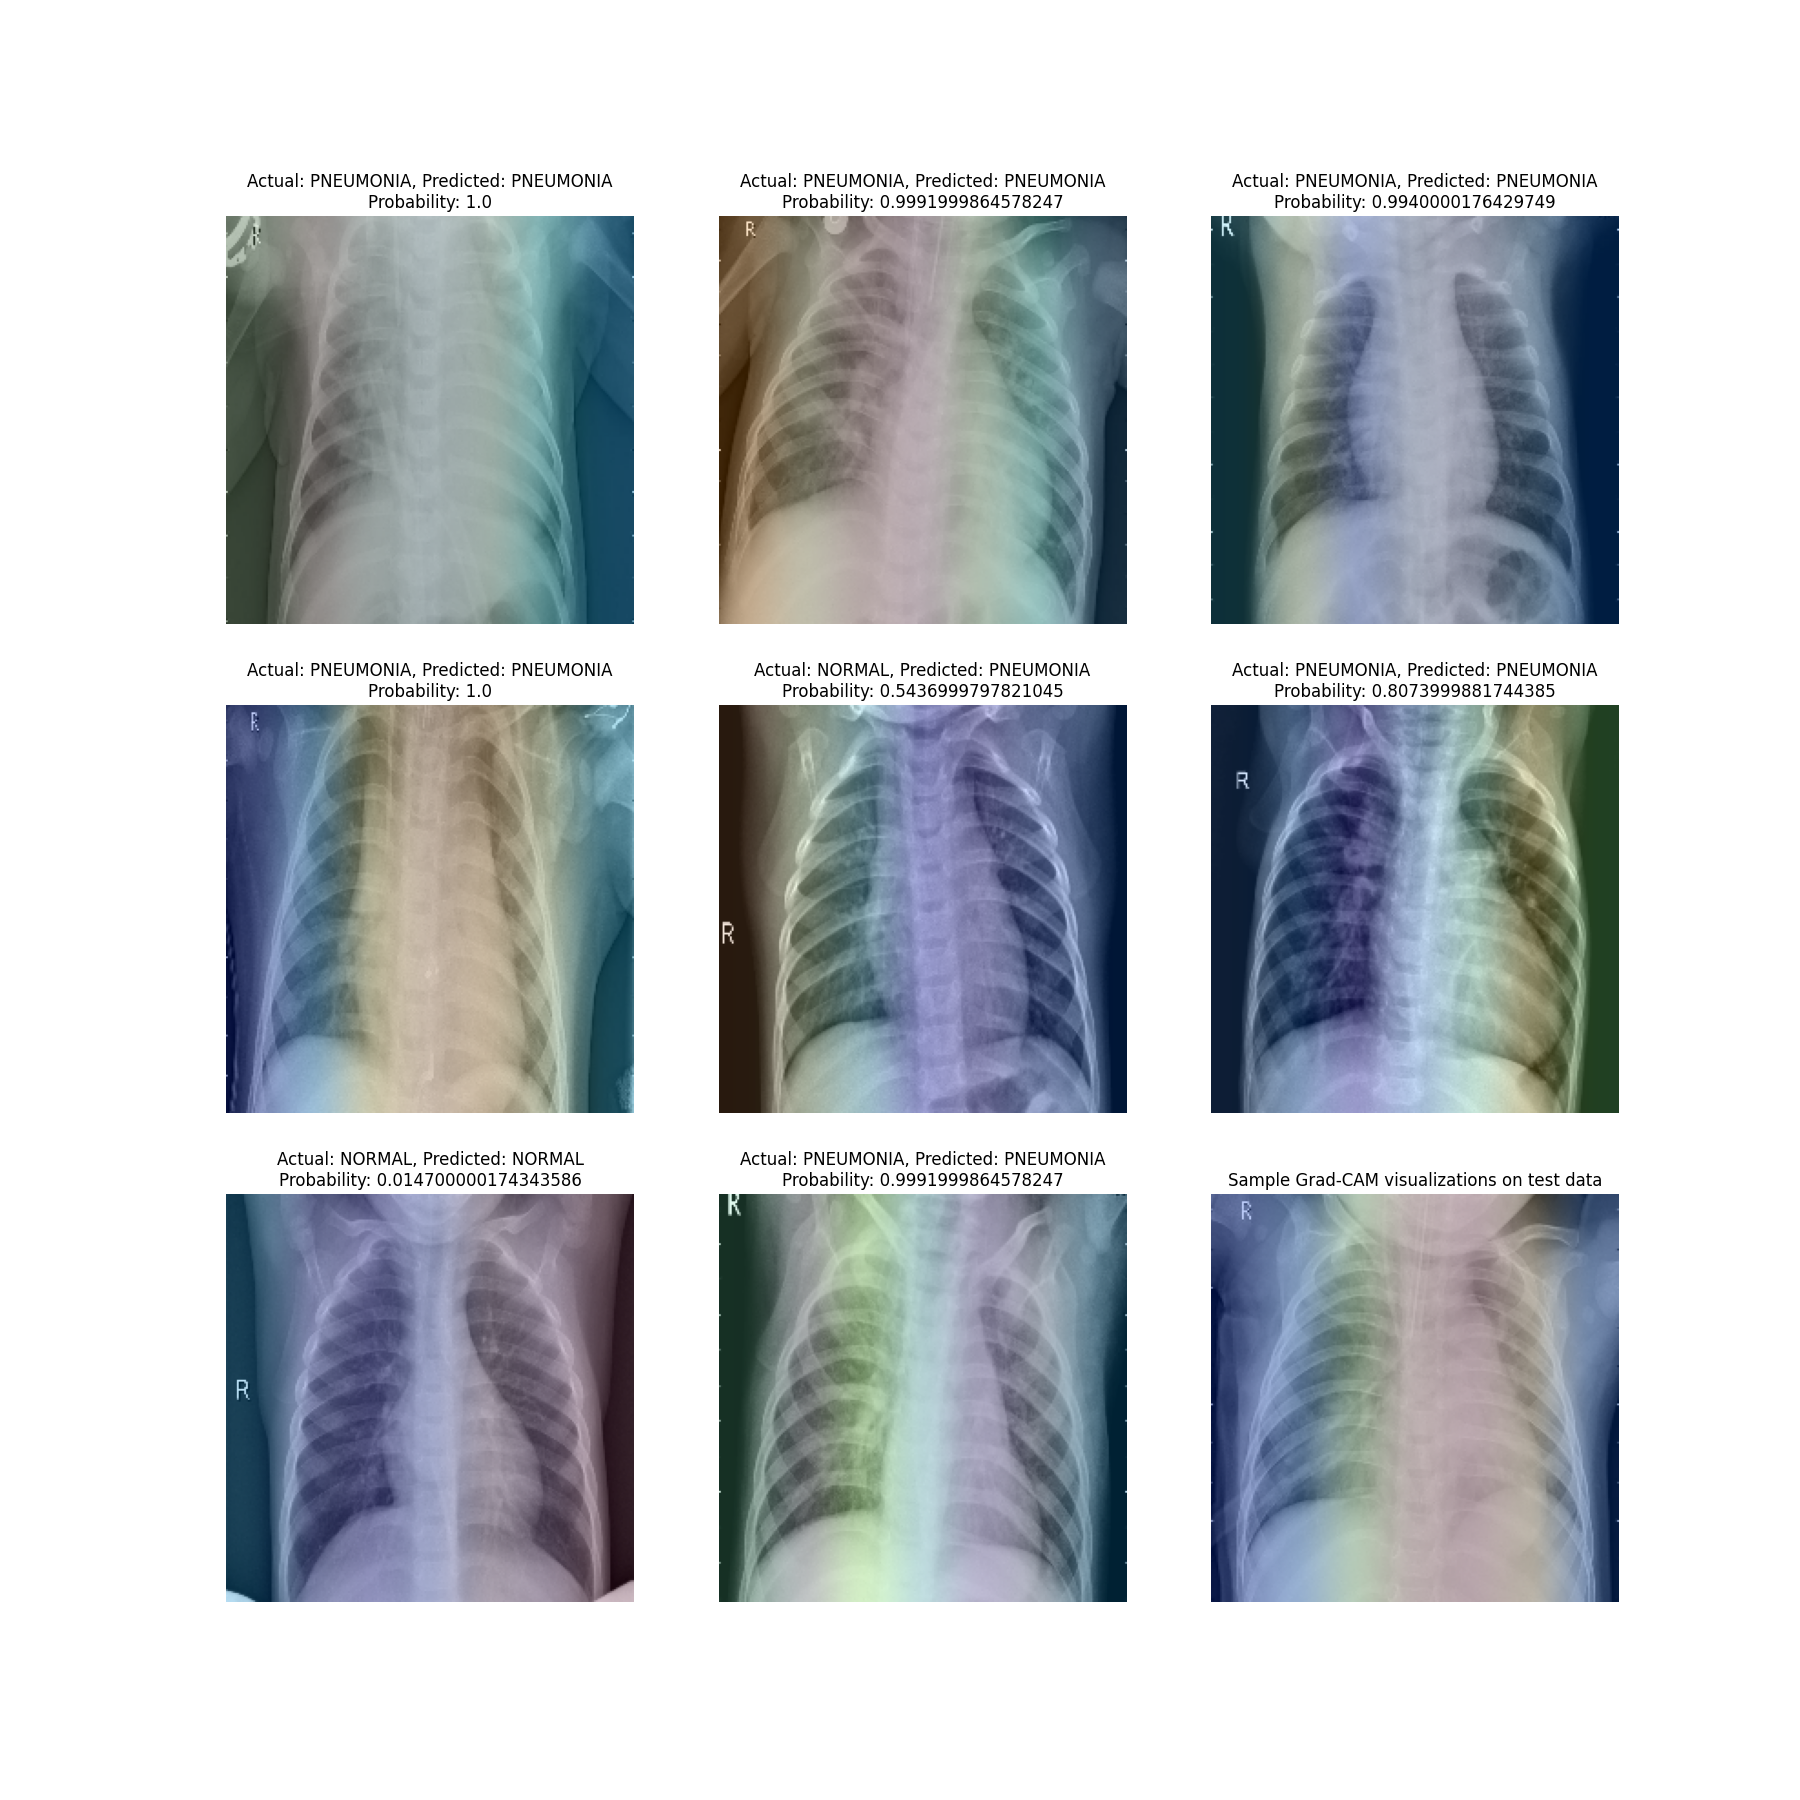 Actual: PNEUMONIA, Predicted: PNEUMONIA
Probability: 1.0
Actual: PNEUMONIA, Predicted: PNEUMONIA
Probability: 0.9991999864578247
Actual: PNEUMONIA, Predicted: PNEUMONIA
Probability: 0.9940000176429749
R
R
R
Actual: PNEUMONIA, Predicted: PNEUMONIA
Probability: 1.0
Actual: NORMAL, Predicted: PNEUMONIA
Probability: 0.5436999797821045
Actual: PNEUMONIA, Predicted: PNEUMONIA
Probability: 0.8073999881744385
R
R
R
Actual: NORMAL, Predicted: NORMAL
Probability: 0.014700000174343586
Actual: PNEUMONIA, Predicted: PNEUMONIA
Probability: 0.9991999864578247
Sample Grad-CAM visualizations on test data
R
R
R